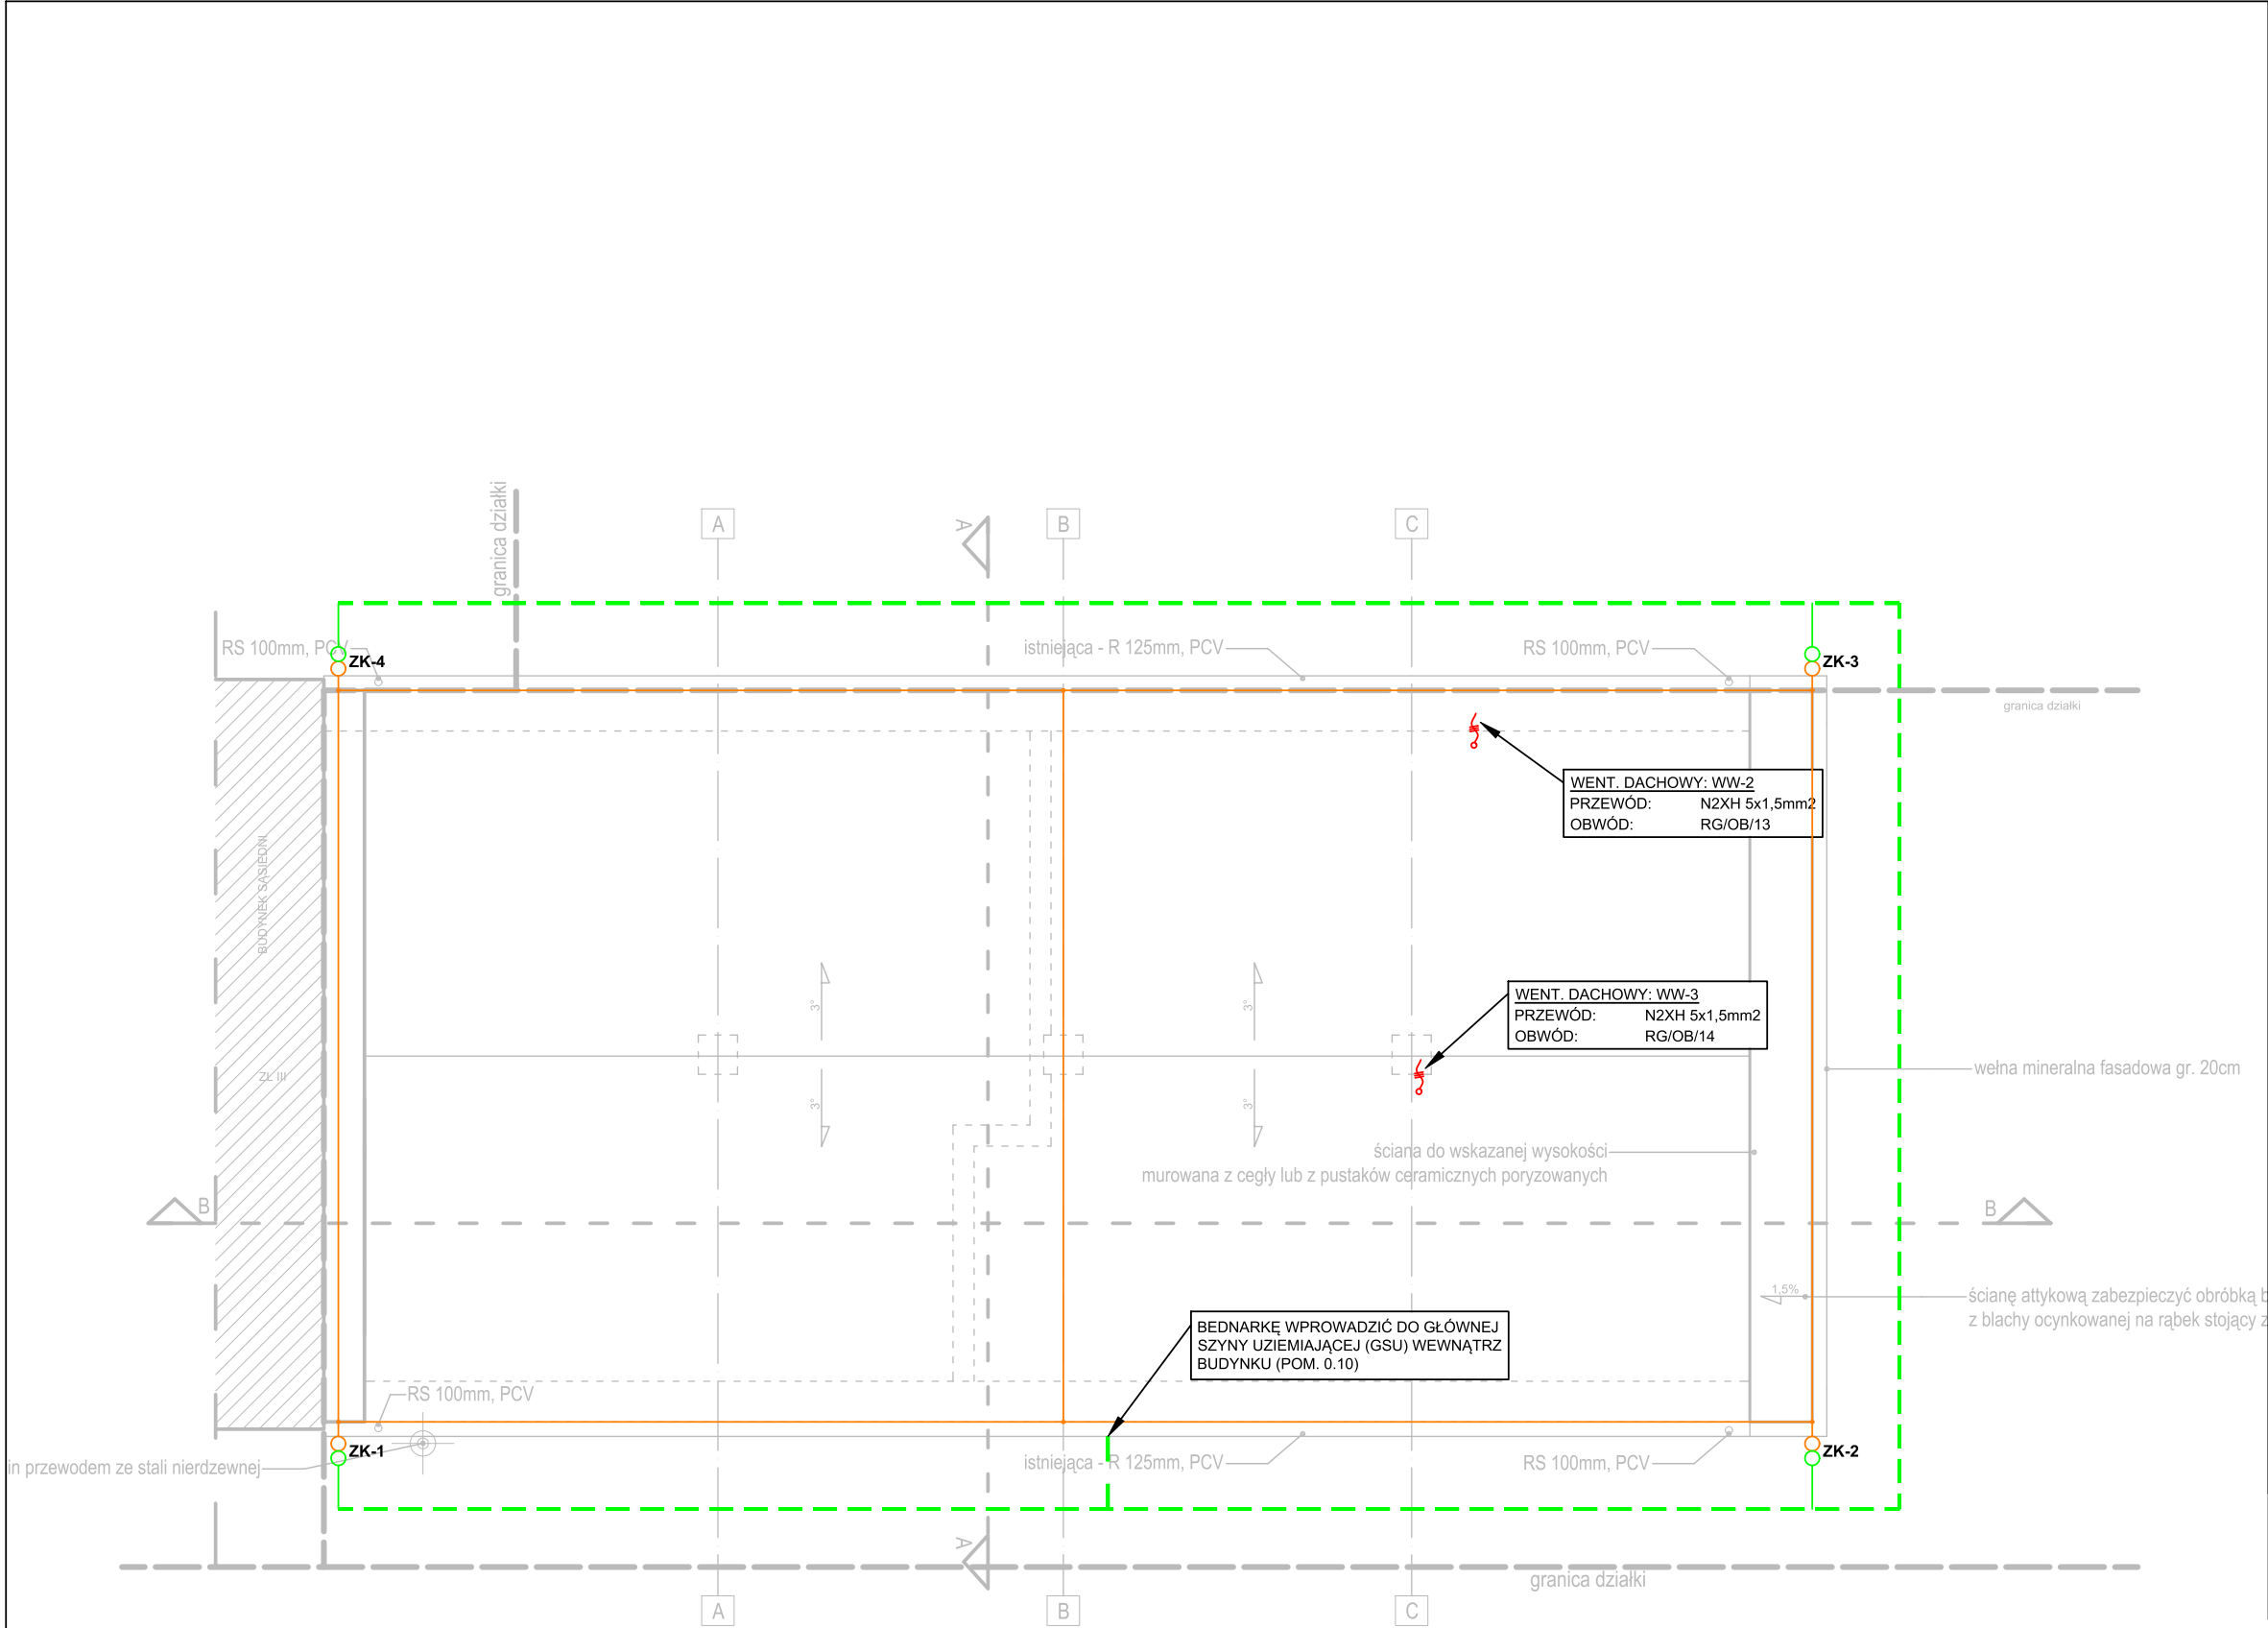 granica działki
A
A
B
C
RS 100mm, PCV
ZK-4
istniejąca - R 125mm, PCV
RS 100mm, PCV
ZK-3
granica działki
WENT. DACHOWY: WW-2
PRZEWÓD: N2XH 5x1,5mm2
OBWÓD: RG/OB/13
BUDYNEK SĄSIEDNI
ZL III
3°
3°
WENT. DACHOWY: WW-3
PRZEWÓD: N2XH 5x1,5mm2
OBWÓD: RG/OB/14
wełna mineralna fasadowa gr. 20cm
3°
3°
ściana do wskazanej wysokości
murowana z cegły lub z pustaków ceramicznych poryzowanych
B
B
1,5%
ścianę attykową zabezpieczyć obróbką b
z blachy ocynkowanej na rąbek stojący z
BEDNARKĘ WPROWADZIĆ DO GŁÓWNEJ
SZYNY UZIEMIAJĄCEJ (GSU) WEWNĄTRZ
BUDYNKU (POM. 0.10)
RS 100mm, PCV
ZK-1
in przewodem ze stali nierdzewnej
istniejąca - R 125mm, PCV
RS 100mm, PCV
ZK-2
A
granica działki
A
B
C